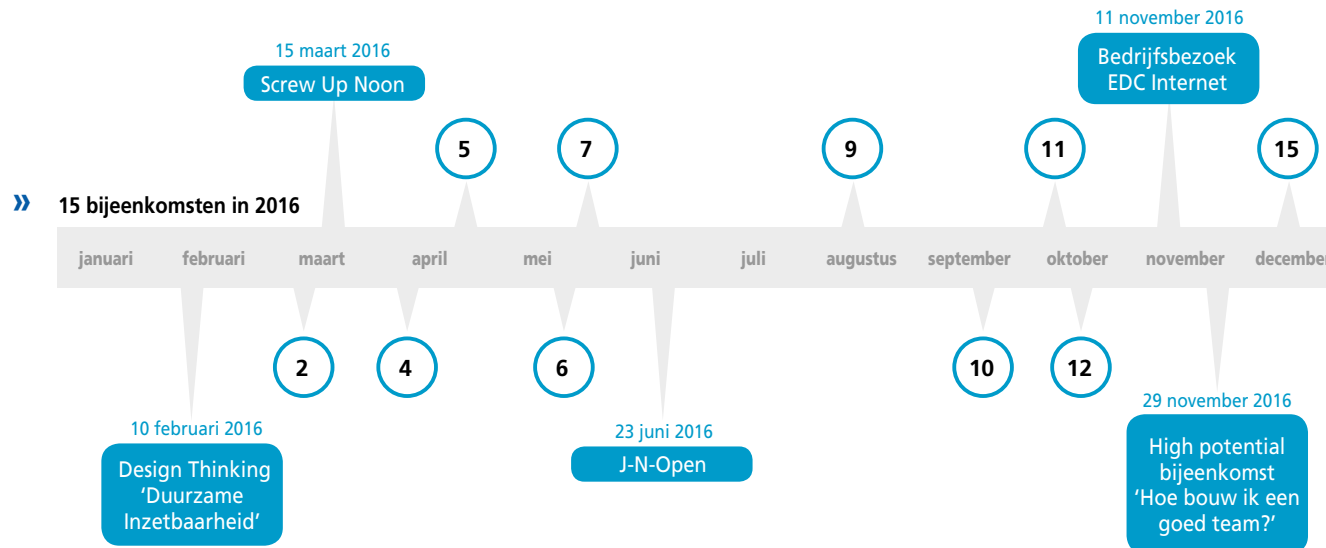 11 november 2016
Bedrijfsbezoek
EDC Internet
15 maart 2016
Screw Up Noon
5
7
9
11
15
» 15 bijeenkomsten in 2016
januari februari maart april mei juni juli augustus september oktober november december
2
4
6
10
12
10 februari 2016
Design Thinking
‘Duurzame
Inzetbaarheid’
23 juni 2016
J-N-Open
29 november 2016
High potential
bijeenkomst
‘Hoe bouw ik een
goed team?’